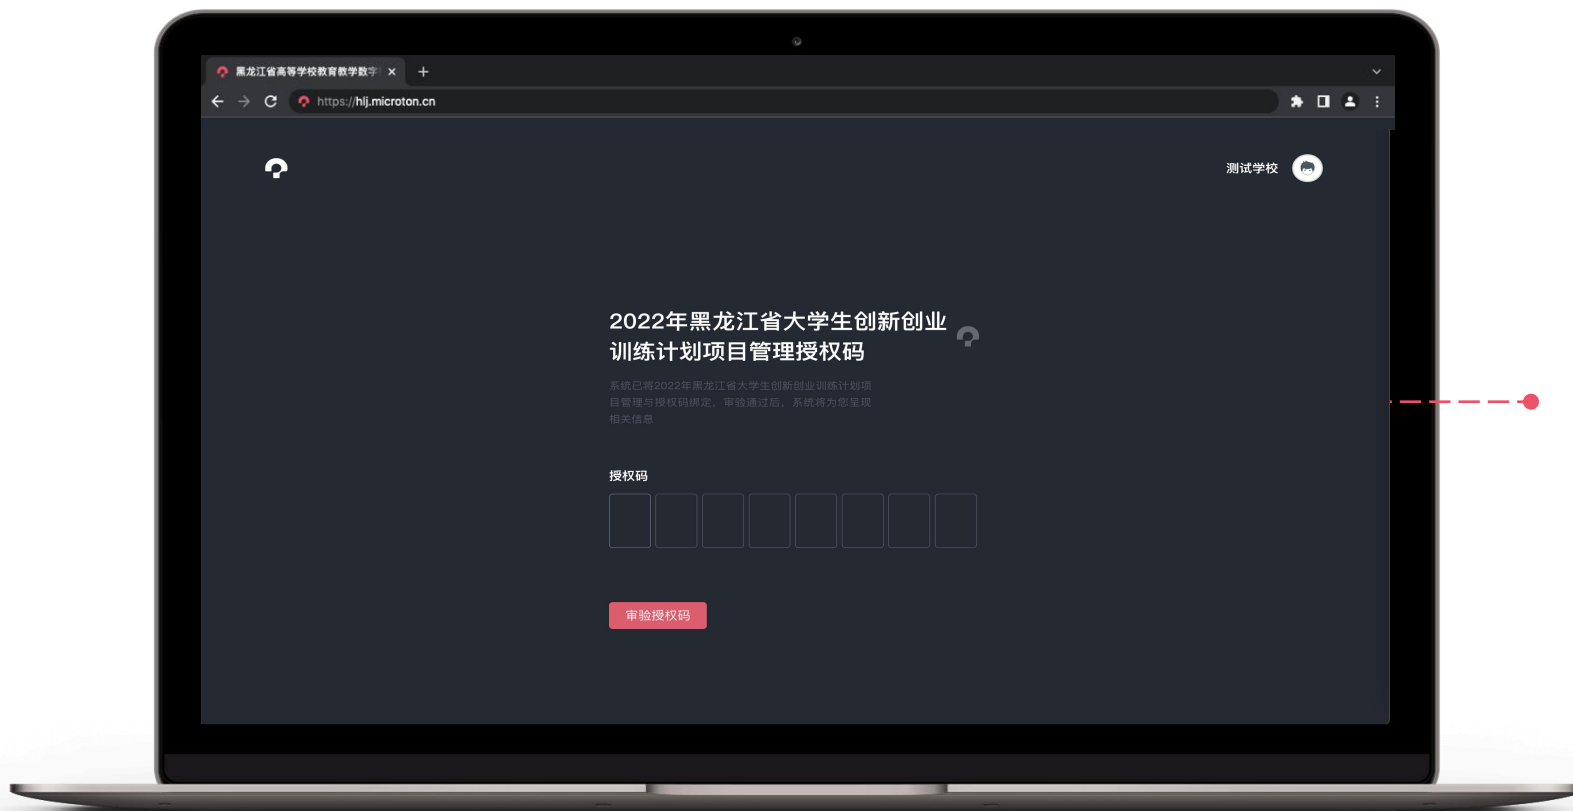 黑龙江省高等学校教育教学数字
https://hlj.microton.cn
测试学校
2022年黑龙江省大学生创新创业
训练计划项目管理授权码
系统已将2022年黑龙江省大学生创新创业训练计划项
目管理与授权码绑定，审验通过后，系统将为您呈现
相关信息
授权码
审验授权码